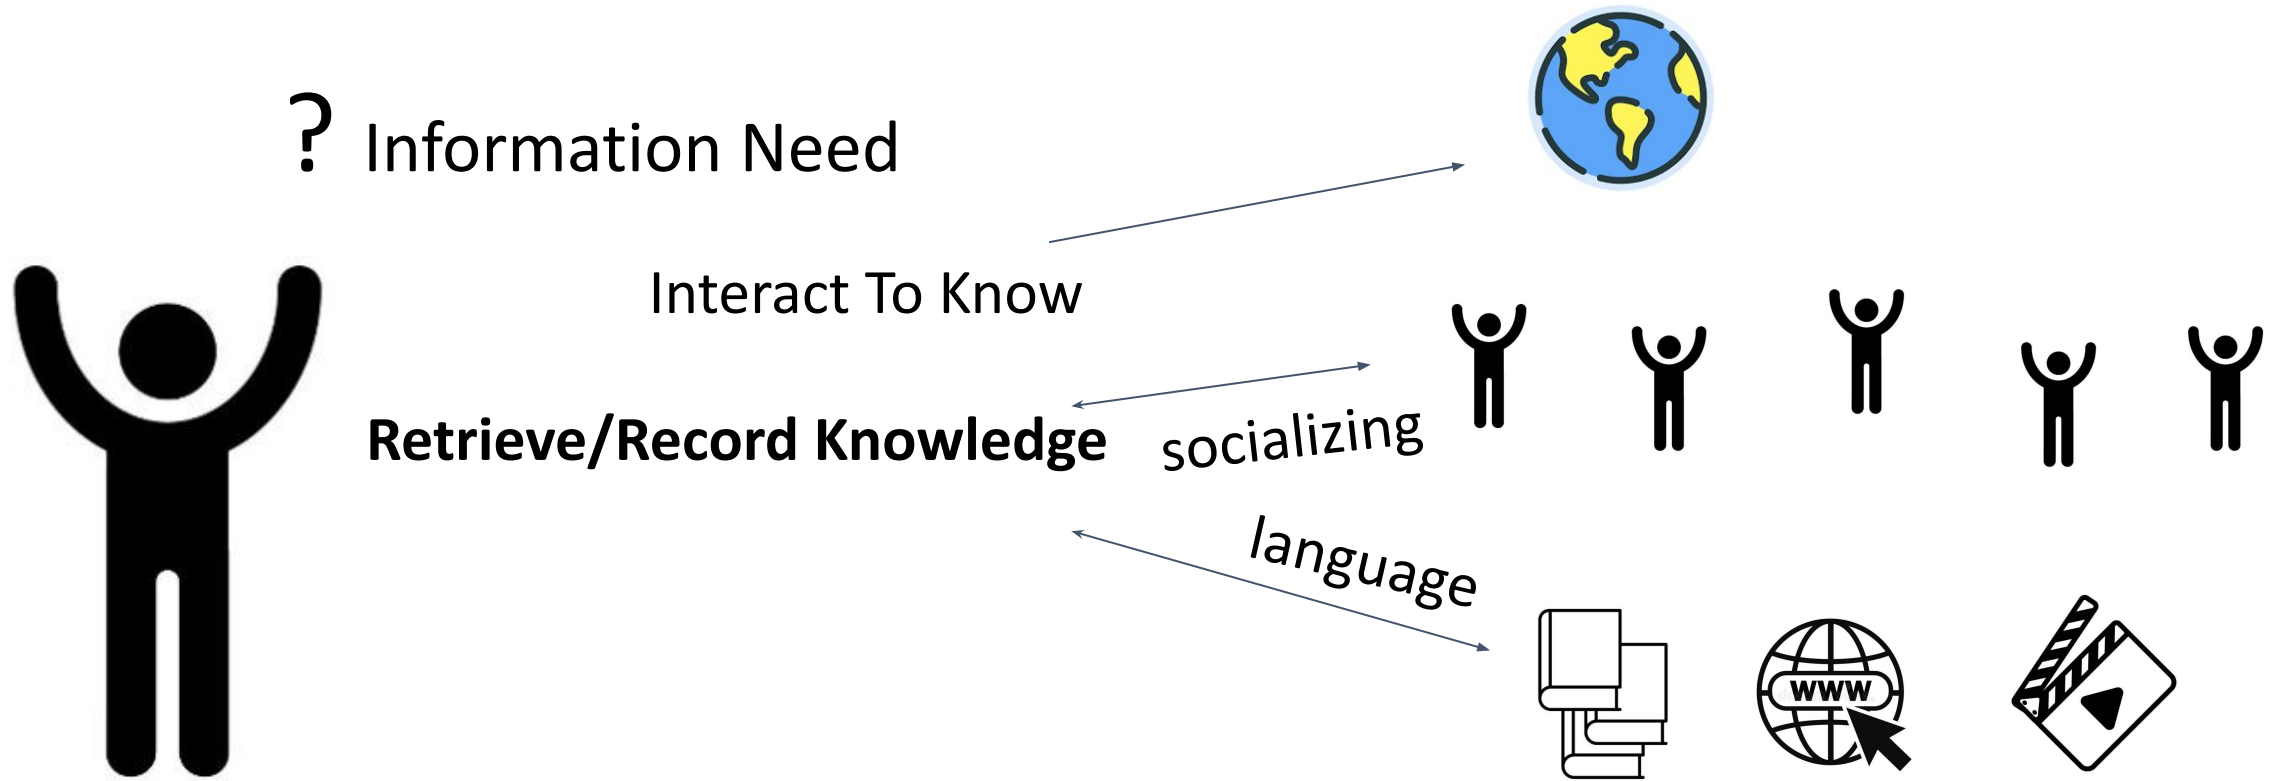 ? Information Need
Interact To Know
Retrieve/Record Knowledge
socializing
language
www